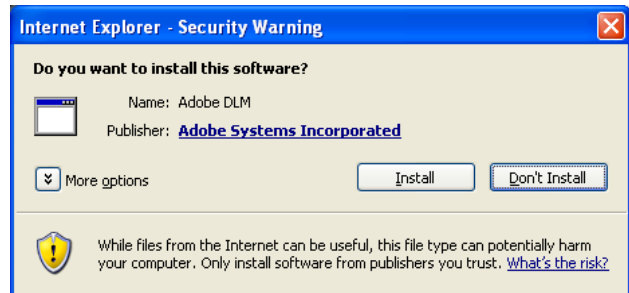 Internet Explorer - Security Warning
Do you want to install this software?
Name: Adobe DLM
Publisher: Adobe Systems Incorporated
More options
Install
Don't Install
While files from the Internet can be useful, this file type can potentially harm
your computer. Only install software from publishers you trust. What's the risk?